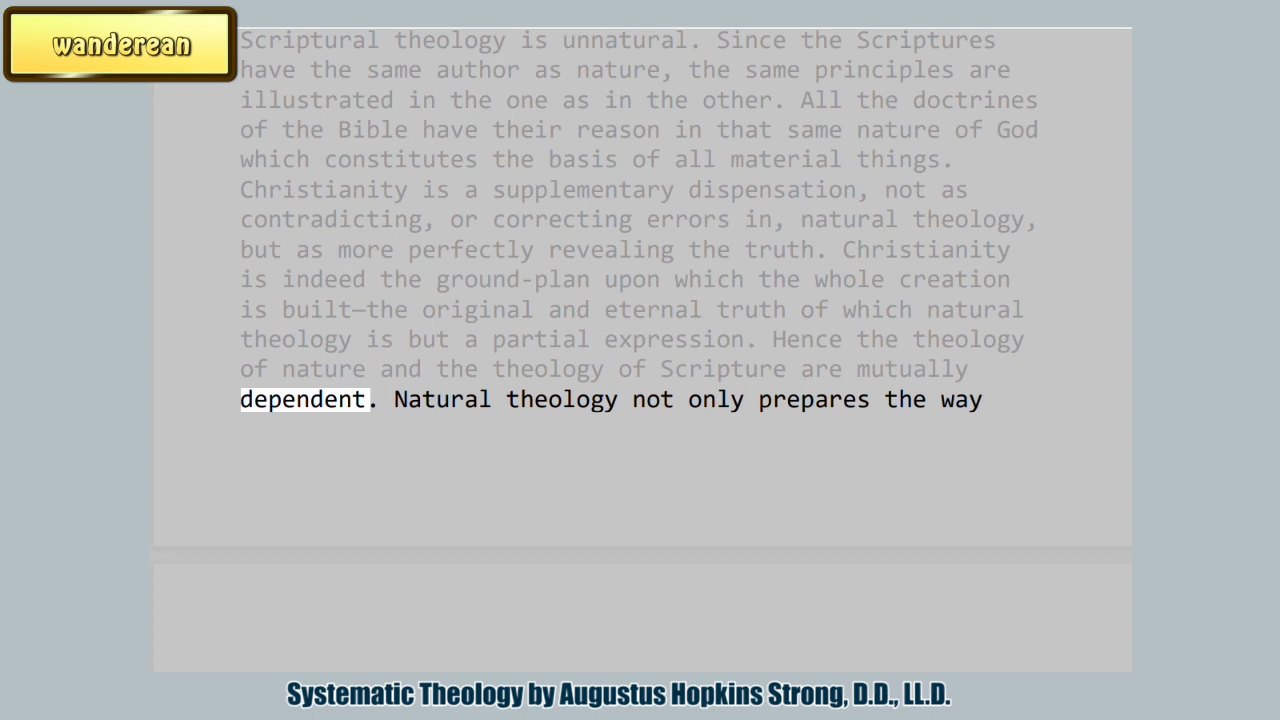 wanderean
Scriptural theology is unnatural. Since the Scriptures
have the same author as nature, the same principles are
illustrated in the one as in the other. All the doctrines
of the Bible have their reason in that same nature of God
which constitutes the basis of all material things.
Christianity is a supplementary dispensation, not as
contradicting, or correcting errors in, natural theology,
but as more perfectly revealing the truth. Christianity
is indeed the ground-plan upon which the whole creation
is built—the original and eternal truth of which natural
theology is but a partial expression. Hence the theology
of nature and the theology of Scripture are mutually
dependent. Natural theology not only prepares the way
Systematic Theology by Augustus Hopkins Strong, D.D., LL.D.